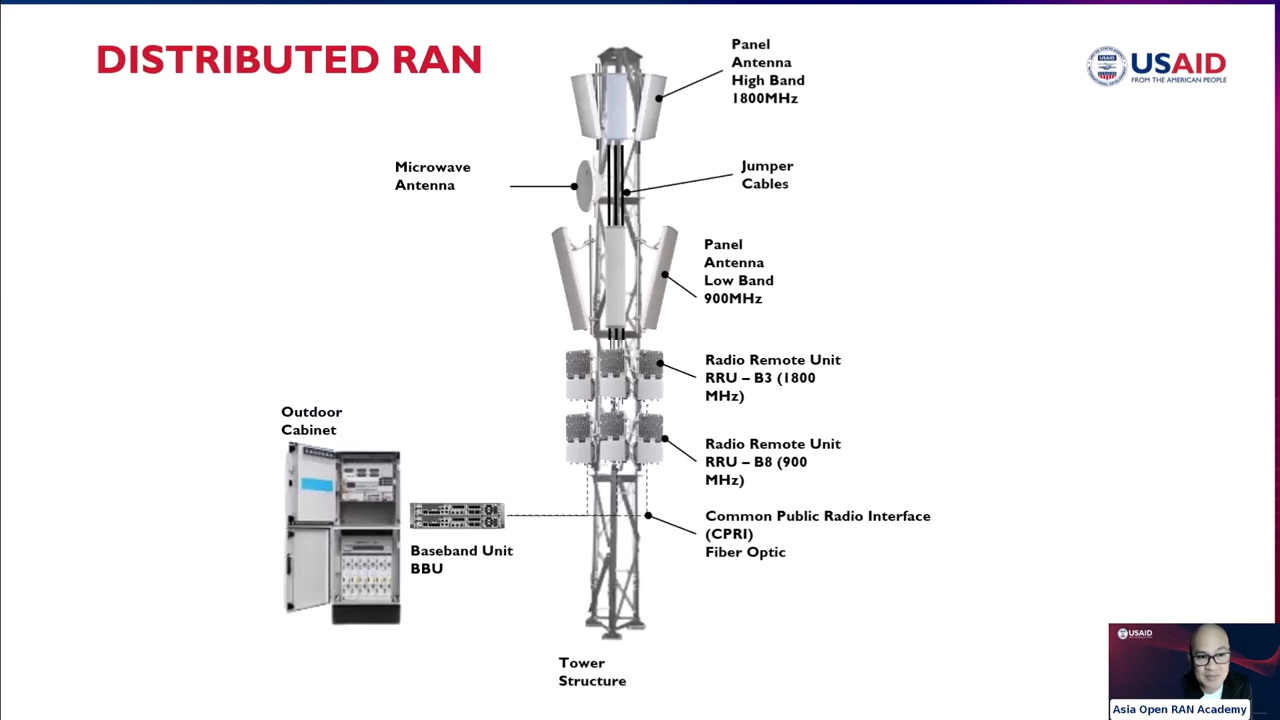 DISTRIBUTED RAN
Panel
Antenna
High Band
1800MHz
USAID
FROM THE AMERICAN PEOPLE
Microwave
Antenna
Jumper
Cables
Panel
Antenna
Low Band
900MHz
Radio Remote Unit
RRU – B3 (1800
MHz)
Outdoor
Cabinet
Radio Remote Unit
RRU – B8 (900
MHz)
Common Public Radio Interface
(CPRI)
Fiber Optic
Baseband Unit
BBU
Tower
Structure
USAID
Asia Open RAN Academy